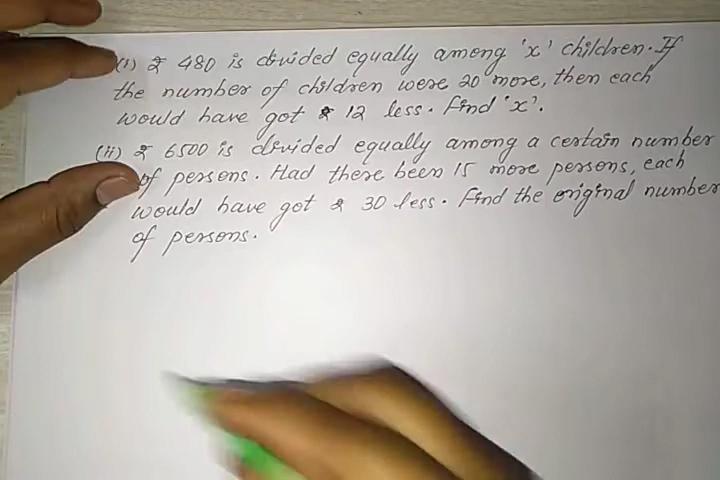 (i) ₹ 480 is divided equally among 'x' children. If
the number of children were 20 more, then each
would have got ₹ 12 less. Find 'x'.
(ii) ₹ 6500 is divided equally among a certain number
of persons. Had there been 15 more persons, each
would have got ₹ 30 less. Find the original number
of persons.